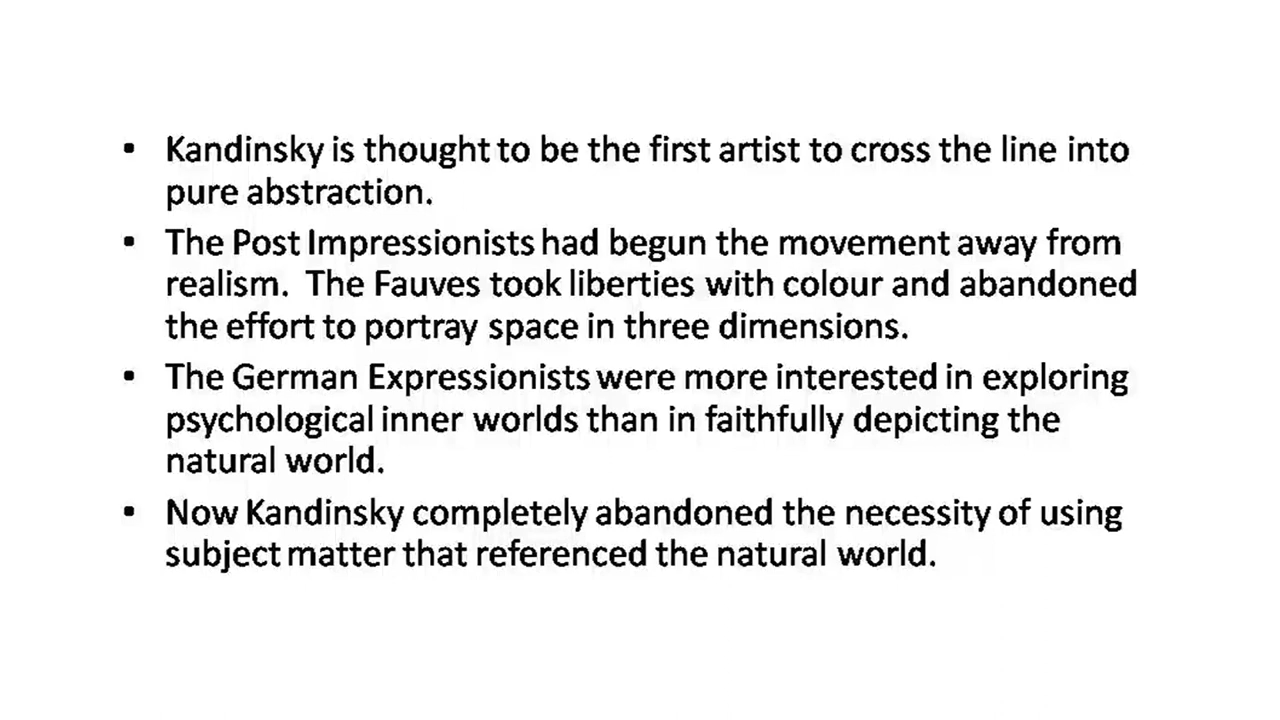 • Kandinsky is thought to be the first artist to cross the line into
pure abstraction.
• The Post Impressionists had begun the movement away from
realism.  The Fauves took liberties with colour and abandoned
the effort to portray space in three dimensions.
• The German Expressionists were more interested in exploring
psychological inner worlds than in faithfully depicting the
natural world.
• Now Kandinsky completely abandoned the necessity of using
subject matter that referenced the natural world.